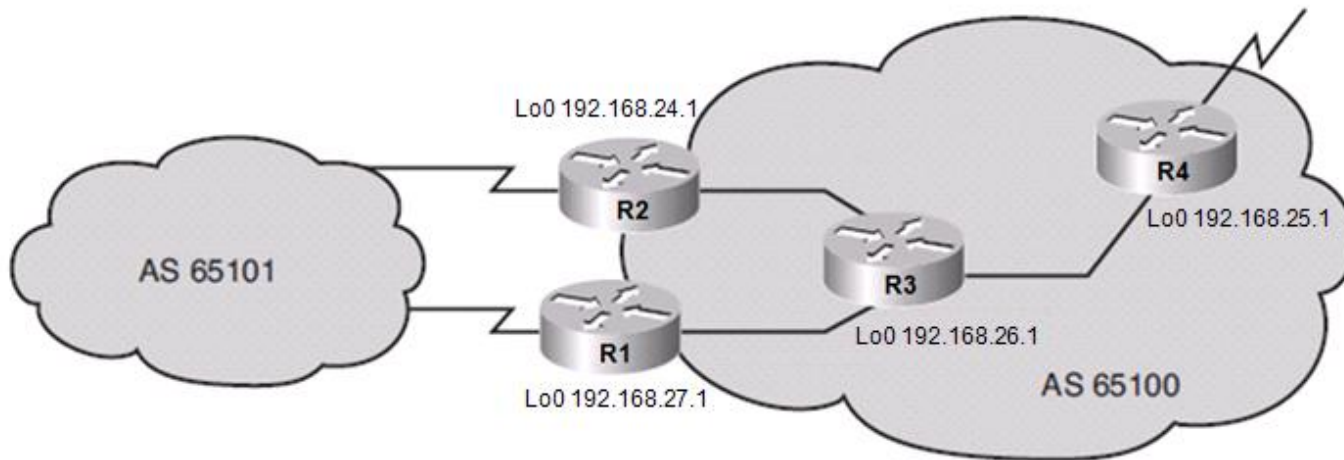 Lo0 192.168.24.1
R2
R4
Lo0 192.168.25.1
AS 65101
R3
Lo0 192.168.26.1
R1
Lo0 192.168.27.1
AS 65100